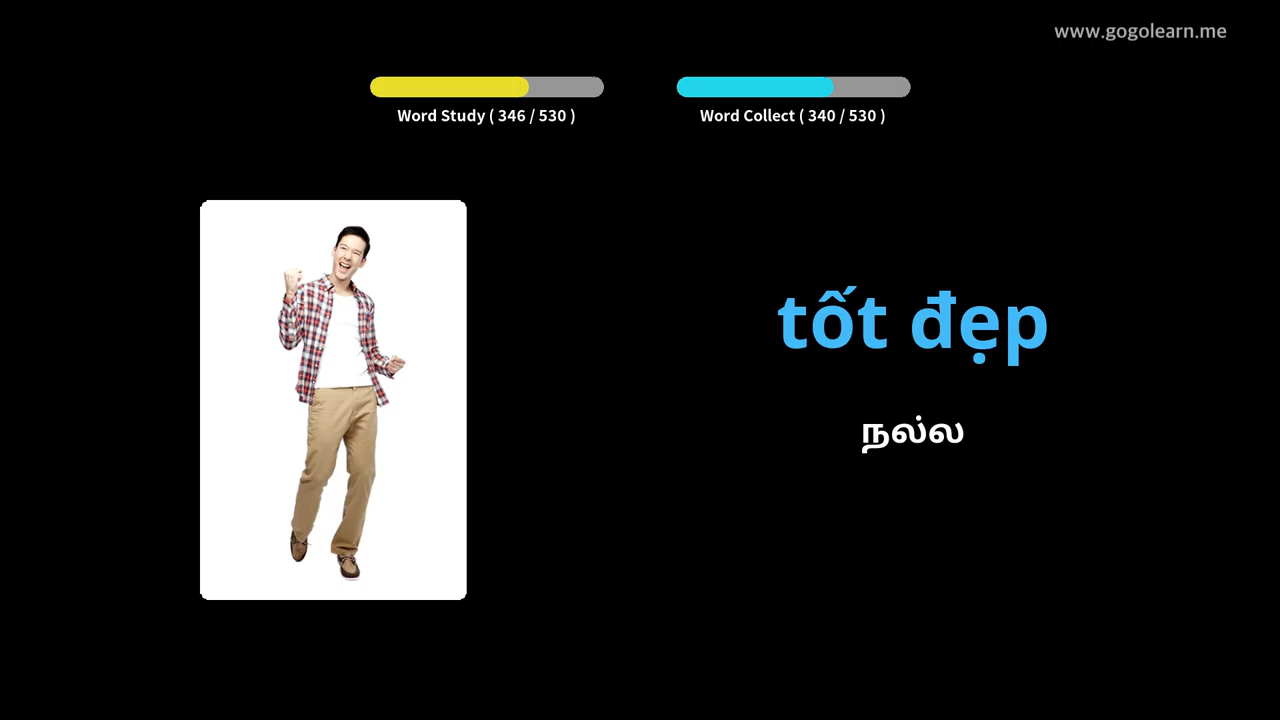 www.gogolearn.me
Word Study ( 346 / 530 )
Word Collect ( 340 / 530 )
tốt đẹp
நல்ல